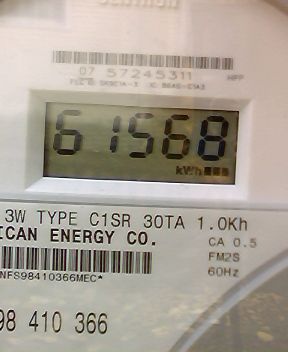 07 57245311
61568
kWh
3W TYPE C1SR 30TA 1.0Kh
ICAN ENERGY CO.
CA 0.5
FM2S
60Hz
NFS98410366MEC*
98 410 366